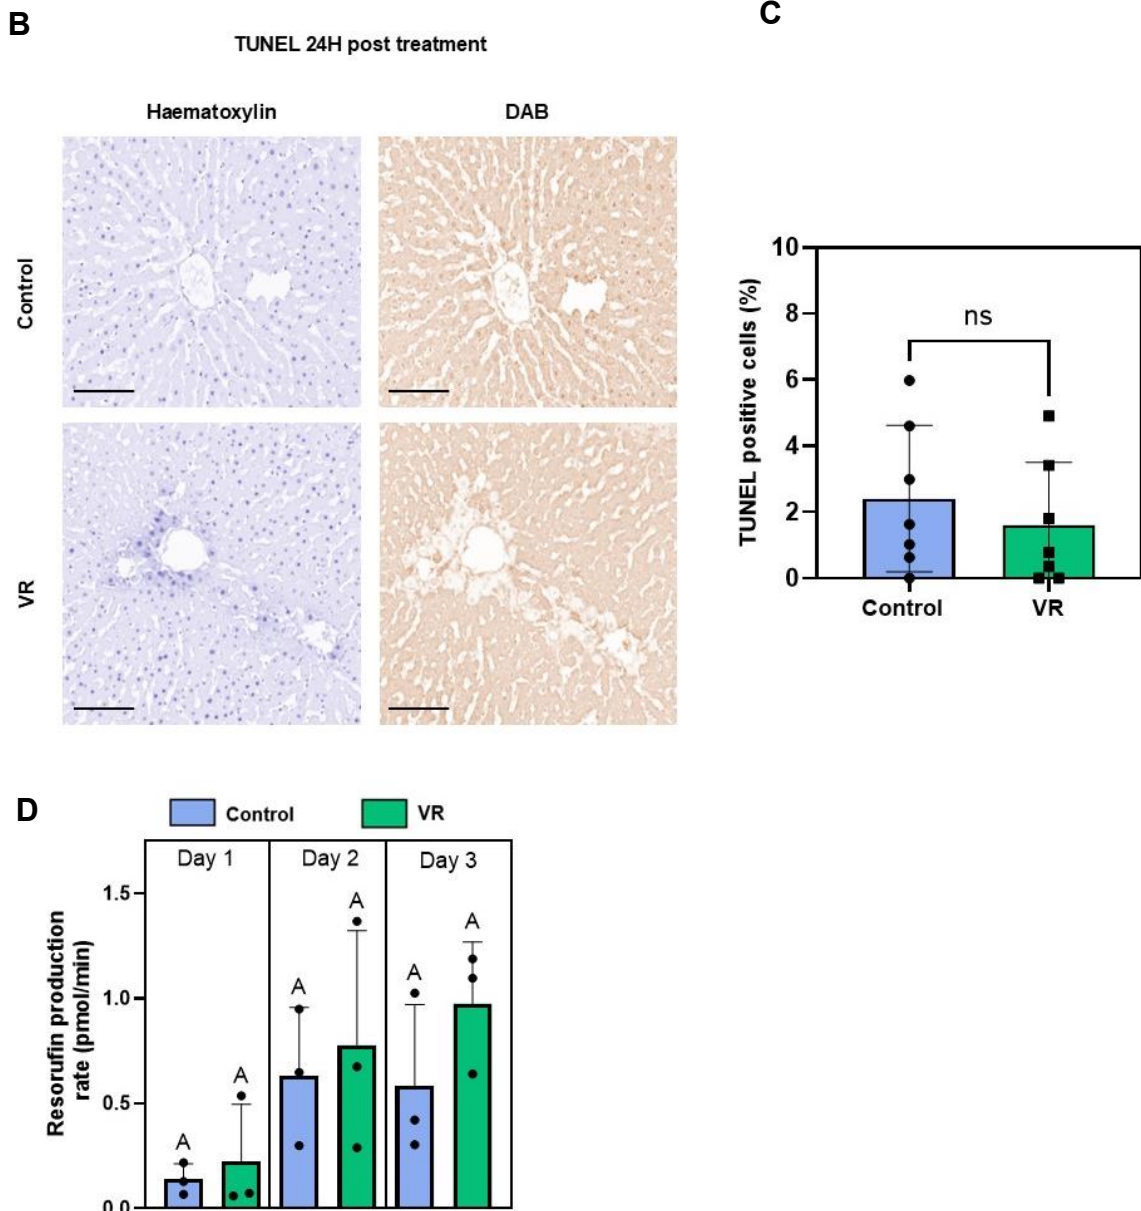 B
TUNEL 24H post treatment
Haematoxylin
DAB
Control
VR
C
TUNEL positive cells (%)
10
8
6
4
2
0
ns
Control
VR
D
Control
VR
Day 1
Day 2
Day 3
Resorufin production
rate (pmol/min)
1.5
1.0
0.5
0.0
A
A
A
A
A
A